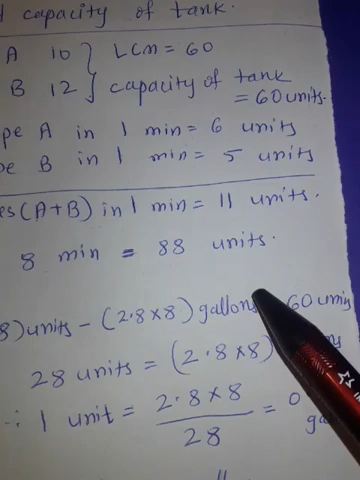 capacity of tank.
A 10 } LCM = 60
B 12 } capacity of tank
= 60 units.
pe A in 1 min = 6 units
pe B in 1 min = 5 units
es (A+B) in 1 min = 11 units.
8 min = 88 units.
8) units - (2.8×8) gallons 60 units
28 units = (2.8×8)
∴ 1 unit = 2.8×8 / 28 = 0